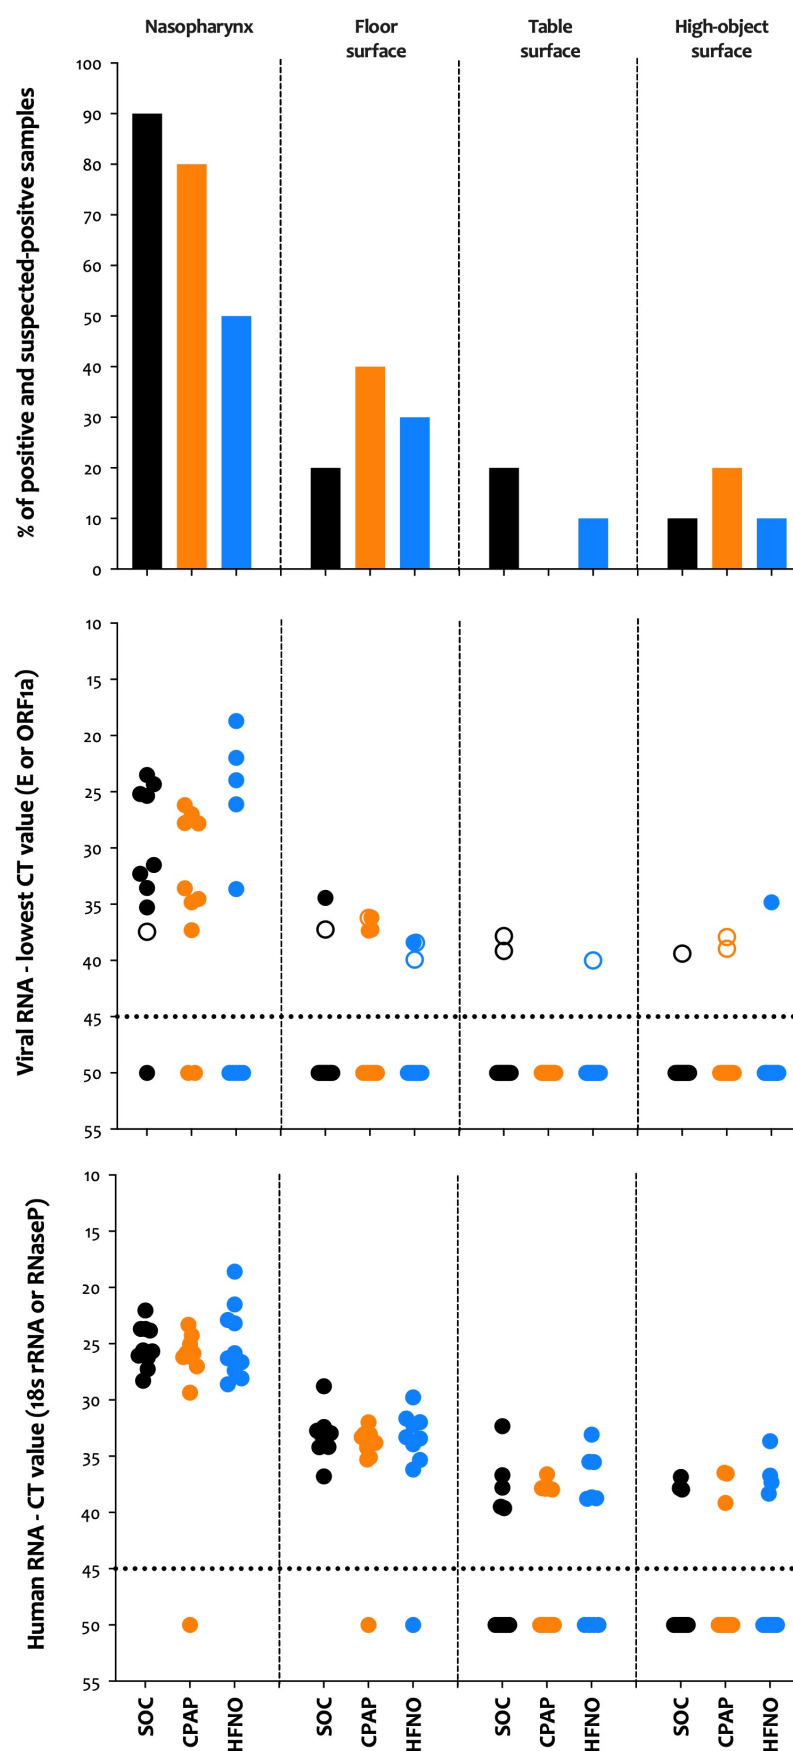 Nasopharynx
Floor
surface
Table
surface
High-object
surface
% of positive and suspected-positve samples
100
90
80
70
60
50
40
30
20
10
0
Viral RNA - lowest CT value (E or ORF1a)
10
15
20
25
30
35
40
45
50
55
Human RNA - CT value (18s rRNA or RNaseP)
10
15
20
25
30
35
40
45
50
55
SOC
CPAP
HFNO
SOC
CPAP
HFNO
SOC
CPAP
HFNO
SOC
CPAP
HFNO